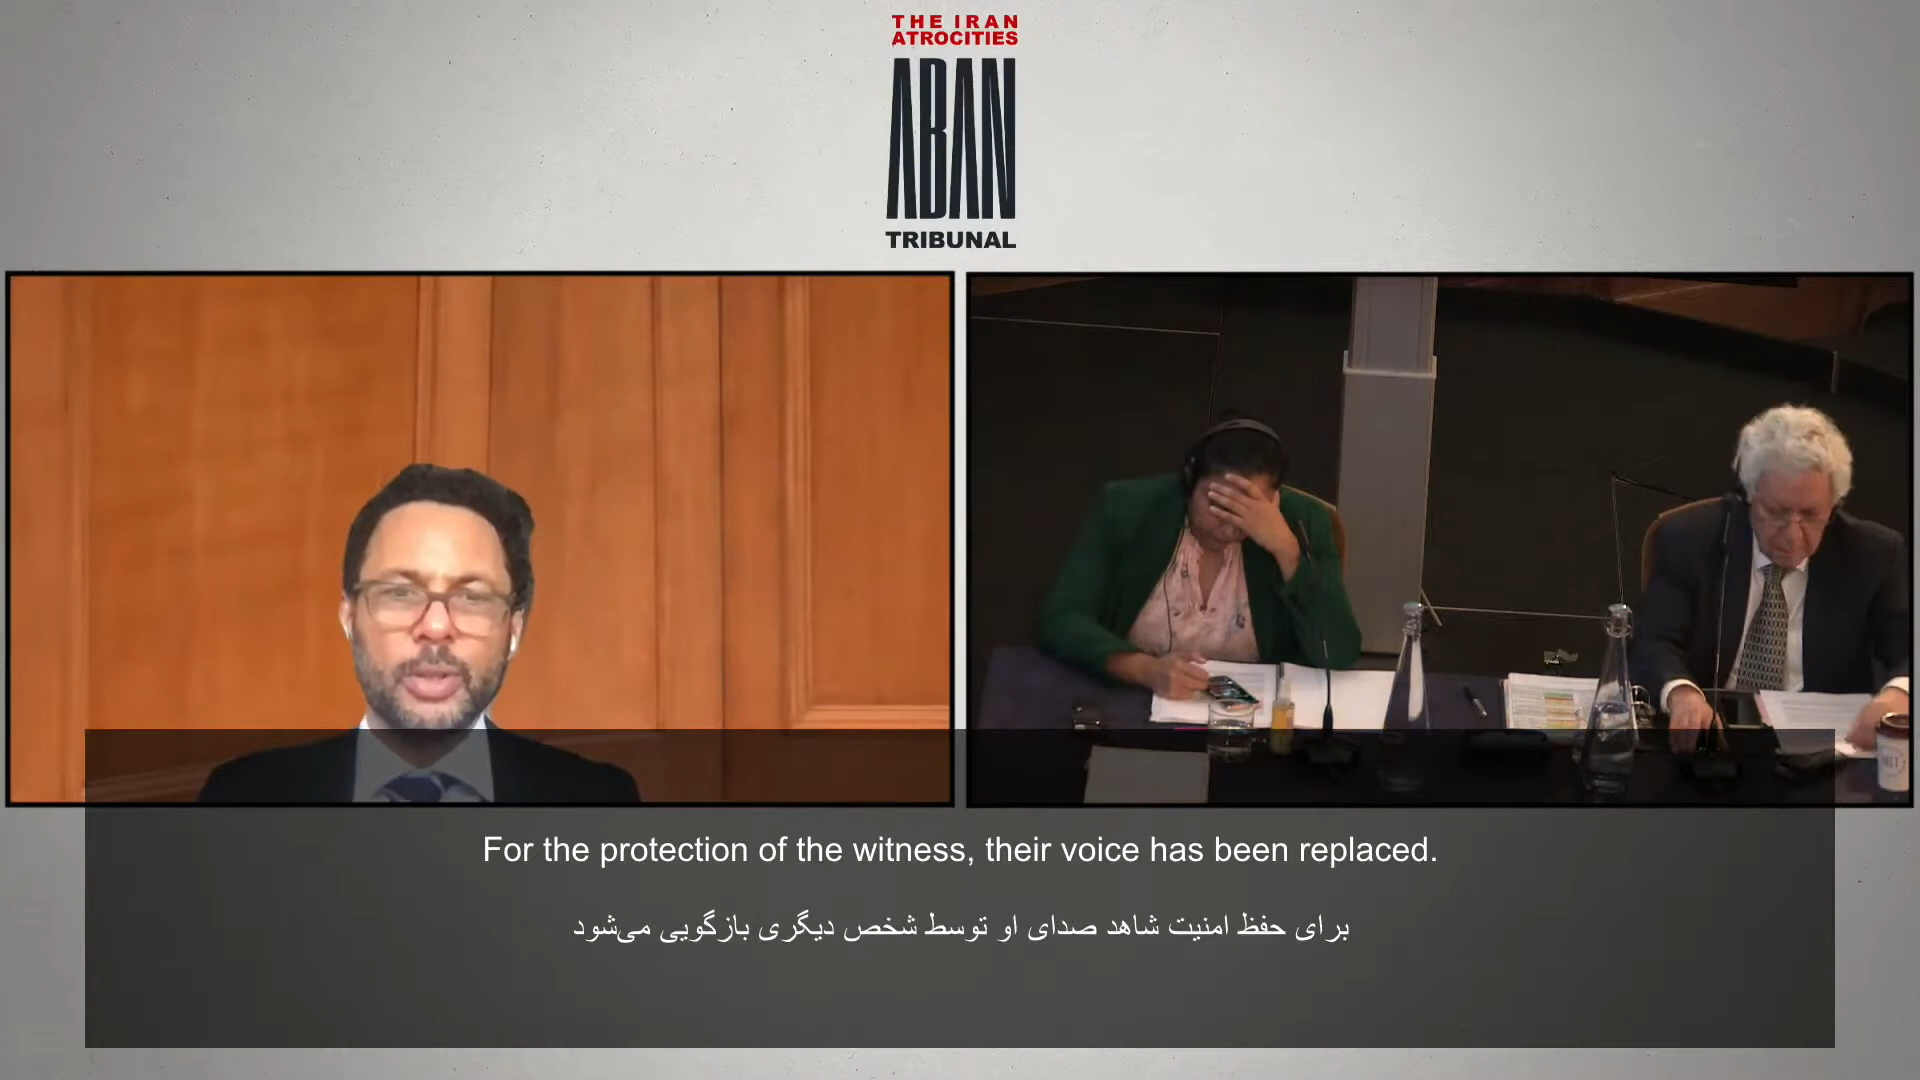 THE IRAN
ATROCITIES
ABAN
TRIBUNAL
For the protection of the witness, their voice has been replaced.
برای حفظ امنیت شاهد صدای او توسط شخص دیگری بازگویی می‌شود